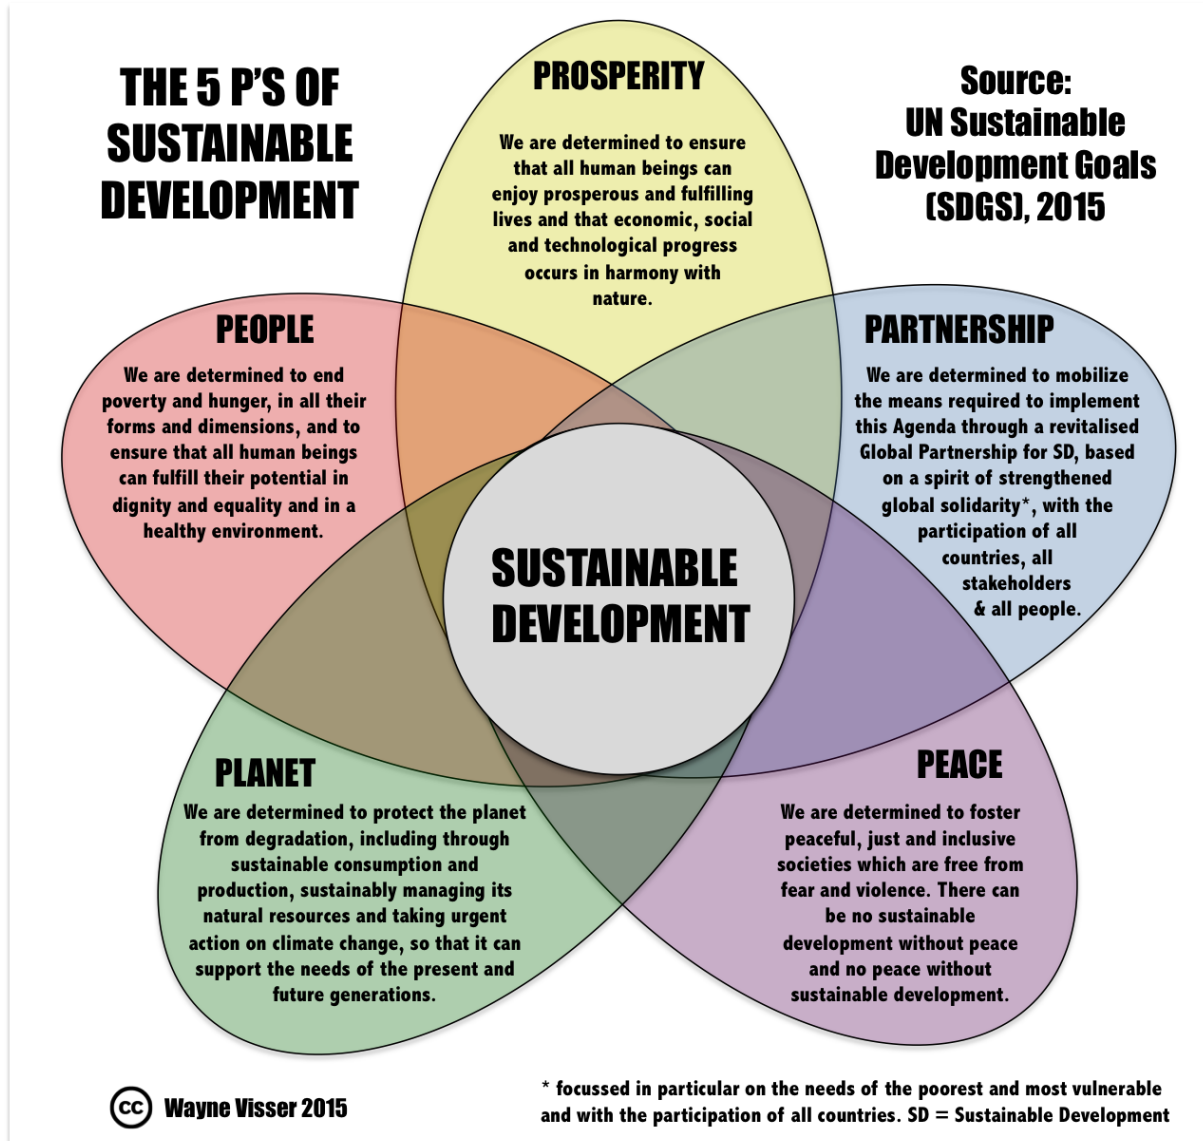 THE 5 P'S OF
SUSTAINABLE
DEVELOPMENT
PROSPERITY
We are determined to ensure
that all human beings can
enjoy prosperous and fulfilling
lives and that economic, social
and technological progress
occurs in harmony with
nature.
Source:
UN Sustainable
Development Goals
(SDGS), 2015
PEOPLE
We are determined to end
poverty and hunger, in all their
forms and dimensions, and to
ensure that all human beings
can fulfill their potential in
dignity and equality and in a
healthy environment.
PARTNERSHIP
We are determined to mobilize
the means required to implement
this Agenda through a revitalised
Global Partnership for SD, based
on a spirit of strengthened
global solidarity*, with the
participation of all
countries, all
stakeholders
& all people.
SUSTAINABLE
DEVELOPMENT
PLANET
We are determined to protect the planet
from degradation, including through
sustainable consumption and
production, sustainably managing its
natural resources and taking urgent
action on climate change, so that it can
support the needs of the present and
future generations.
PEACE
We are determined to foster
peaceful, just and inclusive
societies which are free from
fear and violence. There can
be no sustainable
development without peace
and no peace without
sustainable development.
cc Wayne Visser 2015
* focussed in particular on the needs of the poorest and most vulnerable
and with the participation of all countries. SD = Sustainable Development